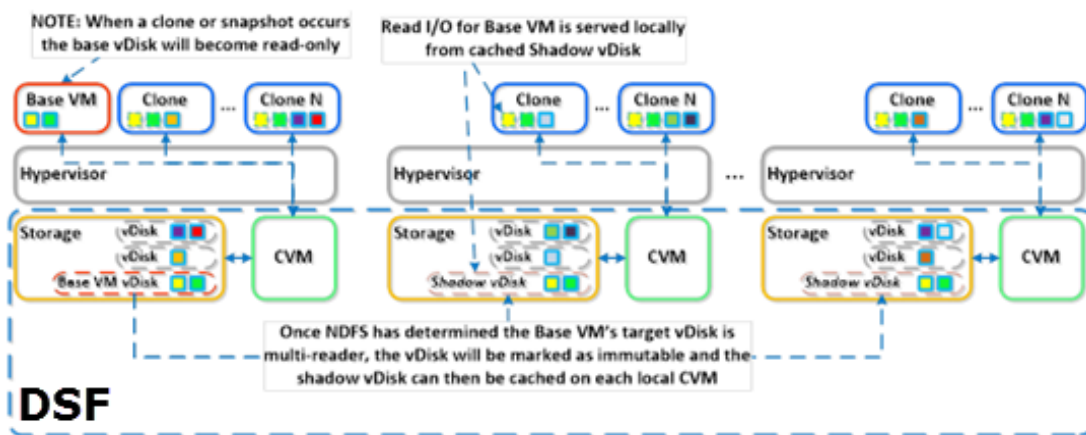 NOTE: When a clone or snapshot occurs
the base vDisk will become read-only
Read I/O for Base VM is served locally
from cached Shadow vDisk
Base VM
Clone
...
Clone N
Clone
...
Clone N
Clone
...
Clone N
Hypervisor
Hypervisor
...
Hypervisor
Storage
vDisk
vDisk
Base VM vDisk
CVM
Storage
vDisk
vDisk
Shadow vDisk
CVM
Storage
vDisk
vDisk
Shadow vDisk
CVM
Once NDFS has determined the Base VM's target vDisk is
multi-reader, the vDisk will be marked as immutable and the
shadow vDisk can then be cached on each local CVM
DSF